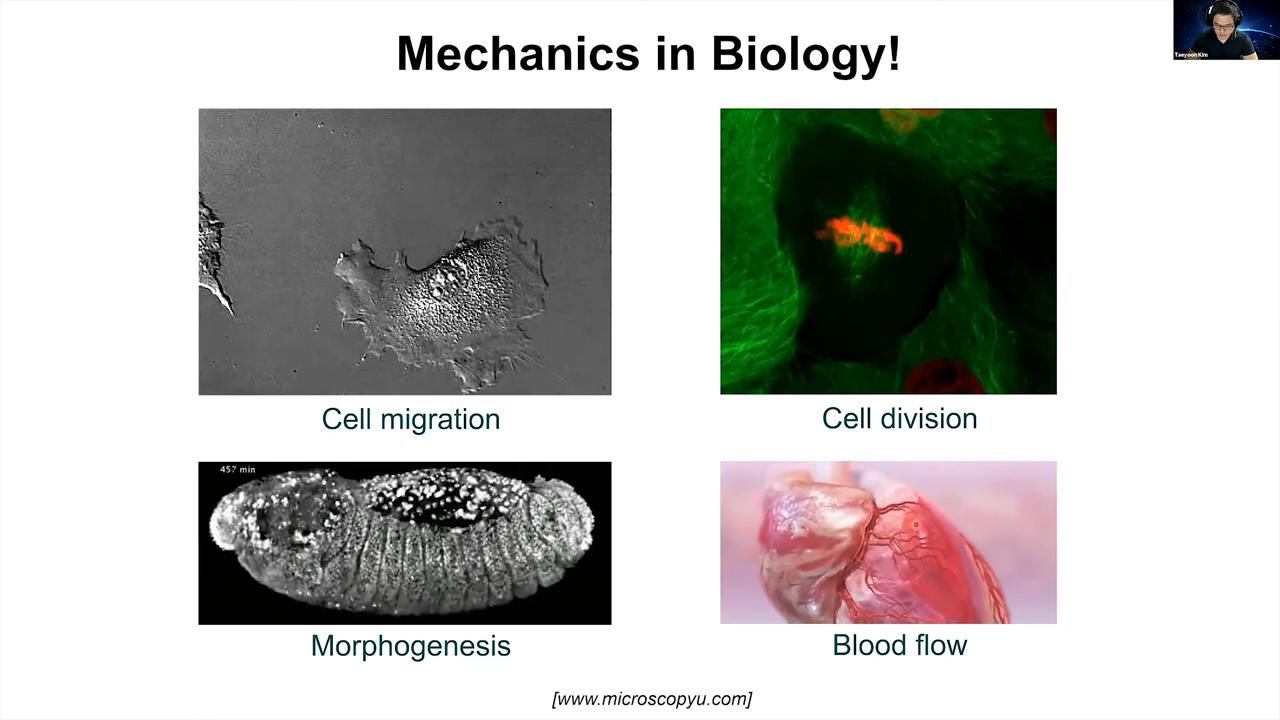 Mechanics in Biology!
Taeyoon Kim
Cell migration
Cell division
457 min
Morphogenesis
Blood flow
[www.microscopyu.com]